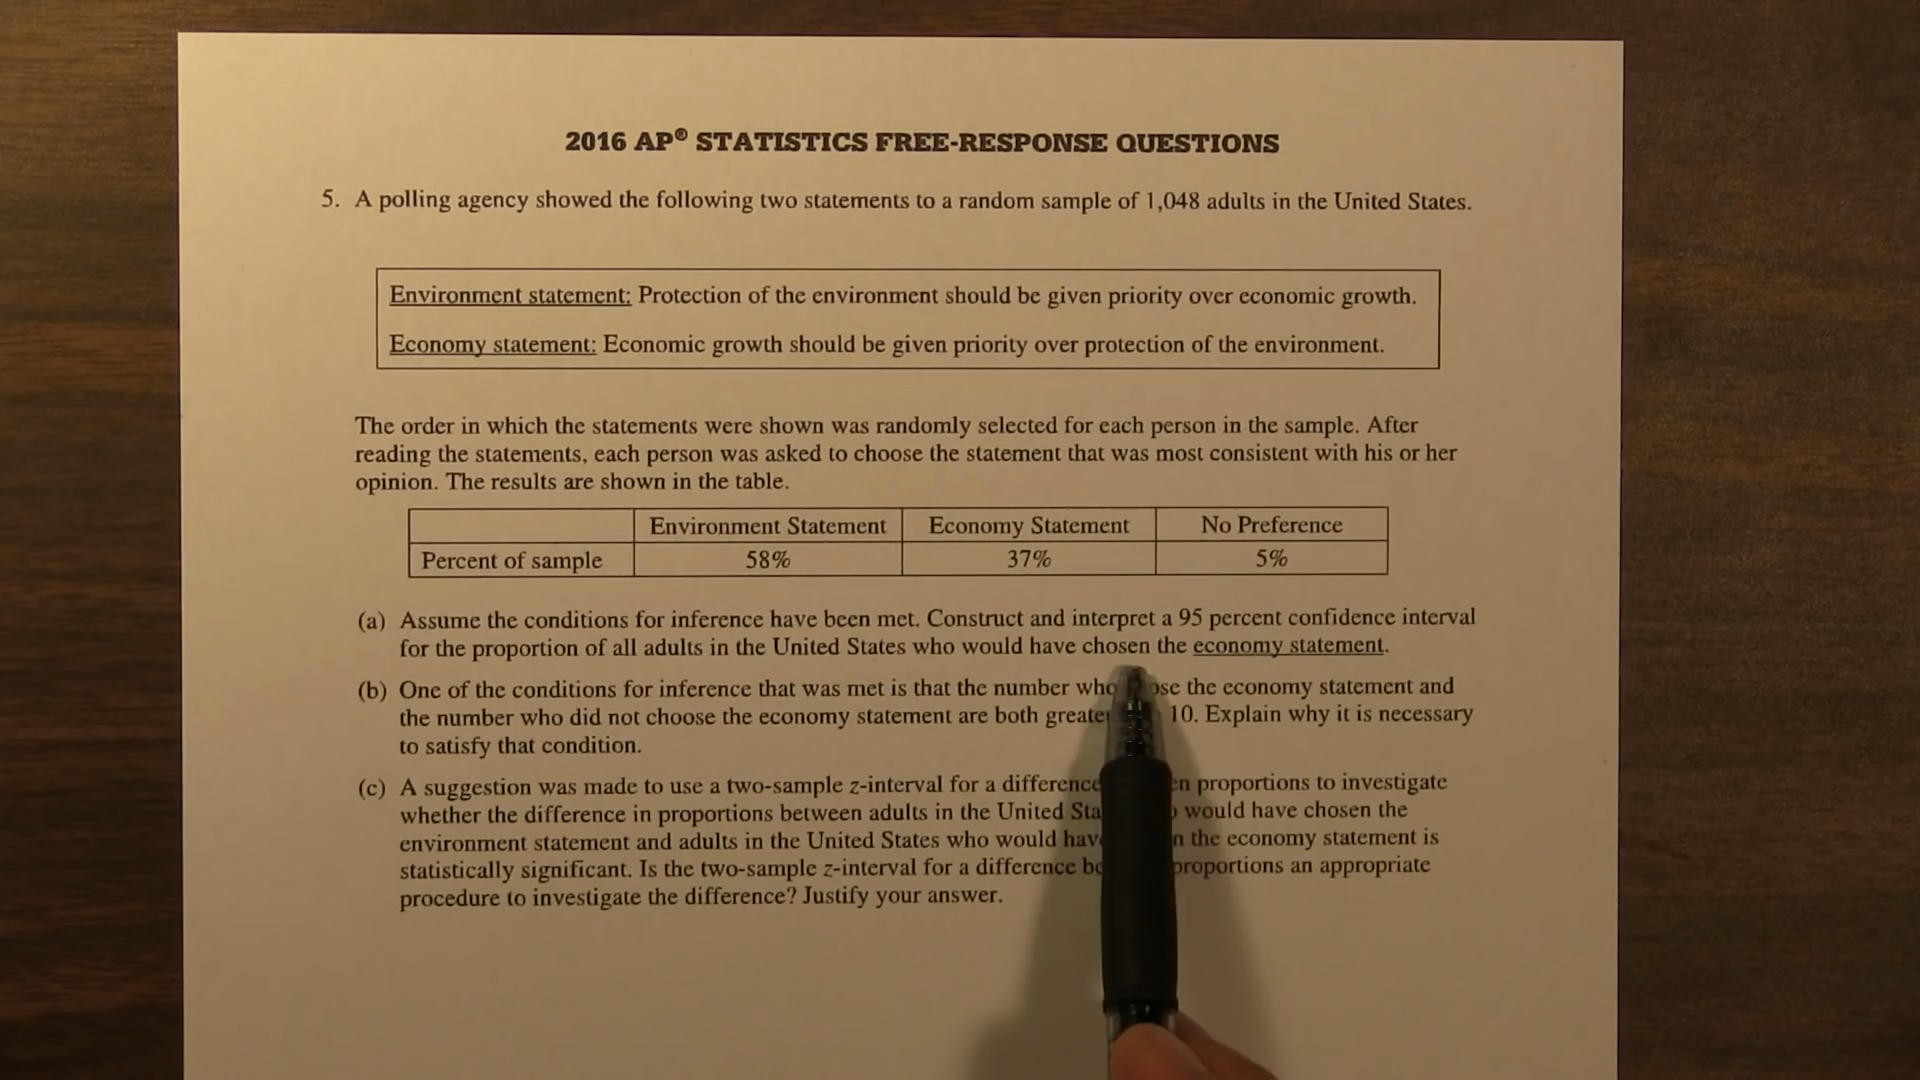 2016 AP® STATISTICS FREE-RESPONSE QUESTIONS
5. A polling agency showed the following two statements to a random sample of 1,048 adults in the United States.
Environment statement: Protection of the environment should be given priority over economic growth.
Economy statement: Economic growth should be given priority over protection of the environment.
The order in which the statements were shown was randomly selected for each person in the sample. After
reading the statements, each person was asked to choose the statement that was most consistent with his or her
opinion. The results are shown in the table.
Environment Statement Economy Statement No Preference
Percent of sample 58% 37% 5%
(a) Assume the conditions for inference have been met. Construct and interpret a 95 percent confidence interval
for the proportion of all adults in the United States who would have chosen the economy statement.
(b) One of the conditions for inference that was met is that the number who the economy statement and
the number who did not choose the economy statement are both greater 10. Explain why it is necessary
to satisfy that condition.
(c) A suggestion was made to use a two-sample z-interval for a difference proportions to investigate
whether the difference in proportions between adults in the United would have chosen the
environment statement and adults in the United States who would have the economy statement is
statistically significant. Is the two-sample z-interval for a difference proportions an appropriate
procedure to investigate the difference? Justify your answer.